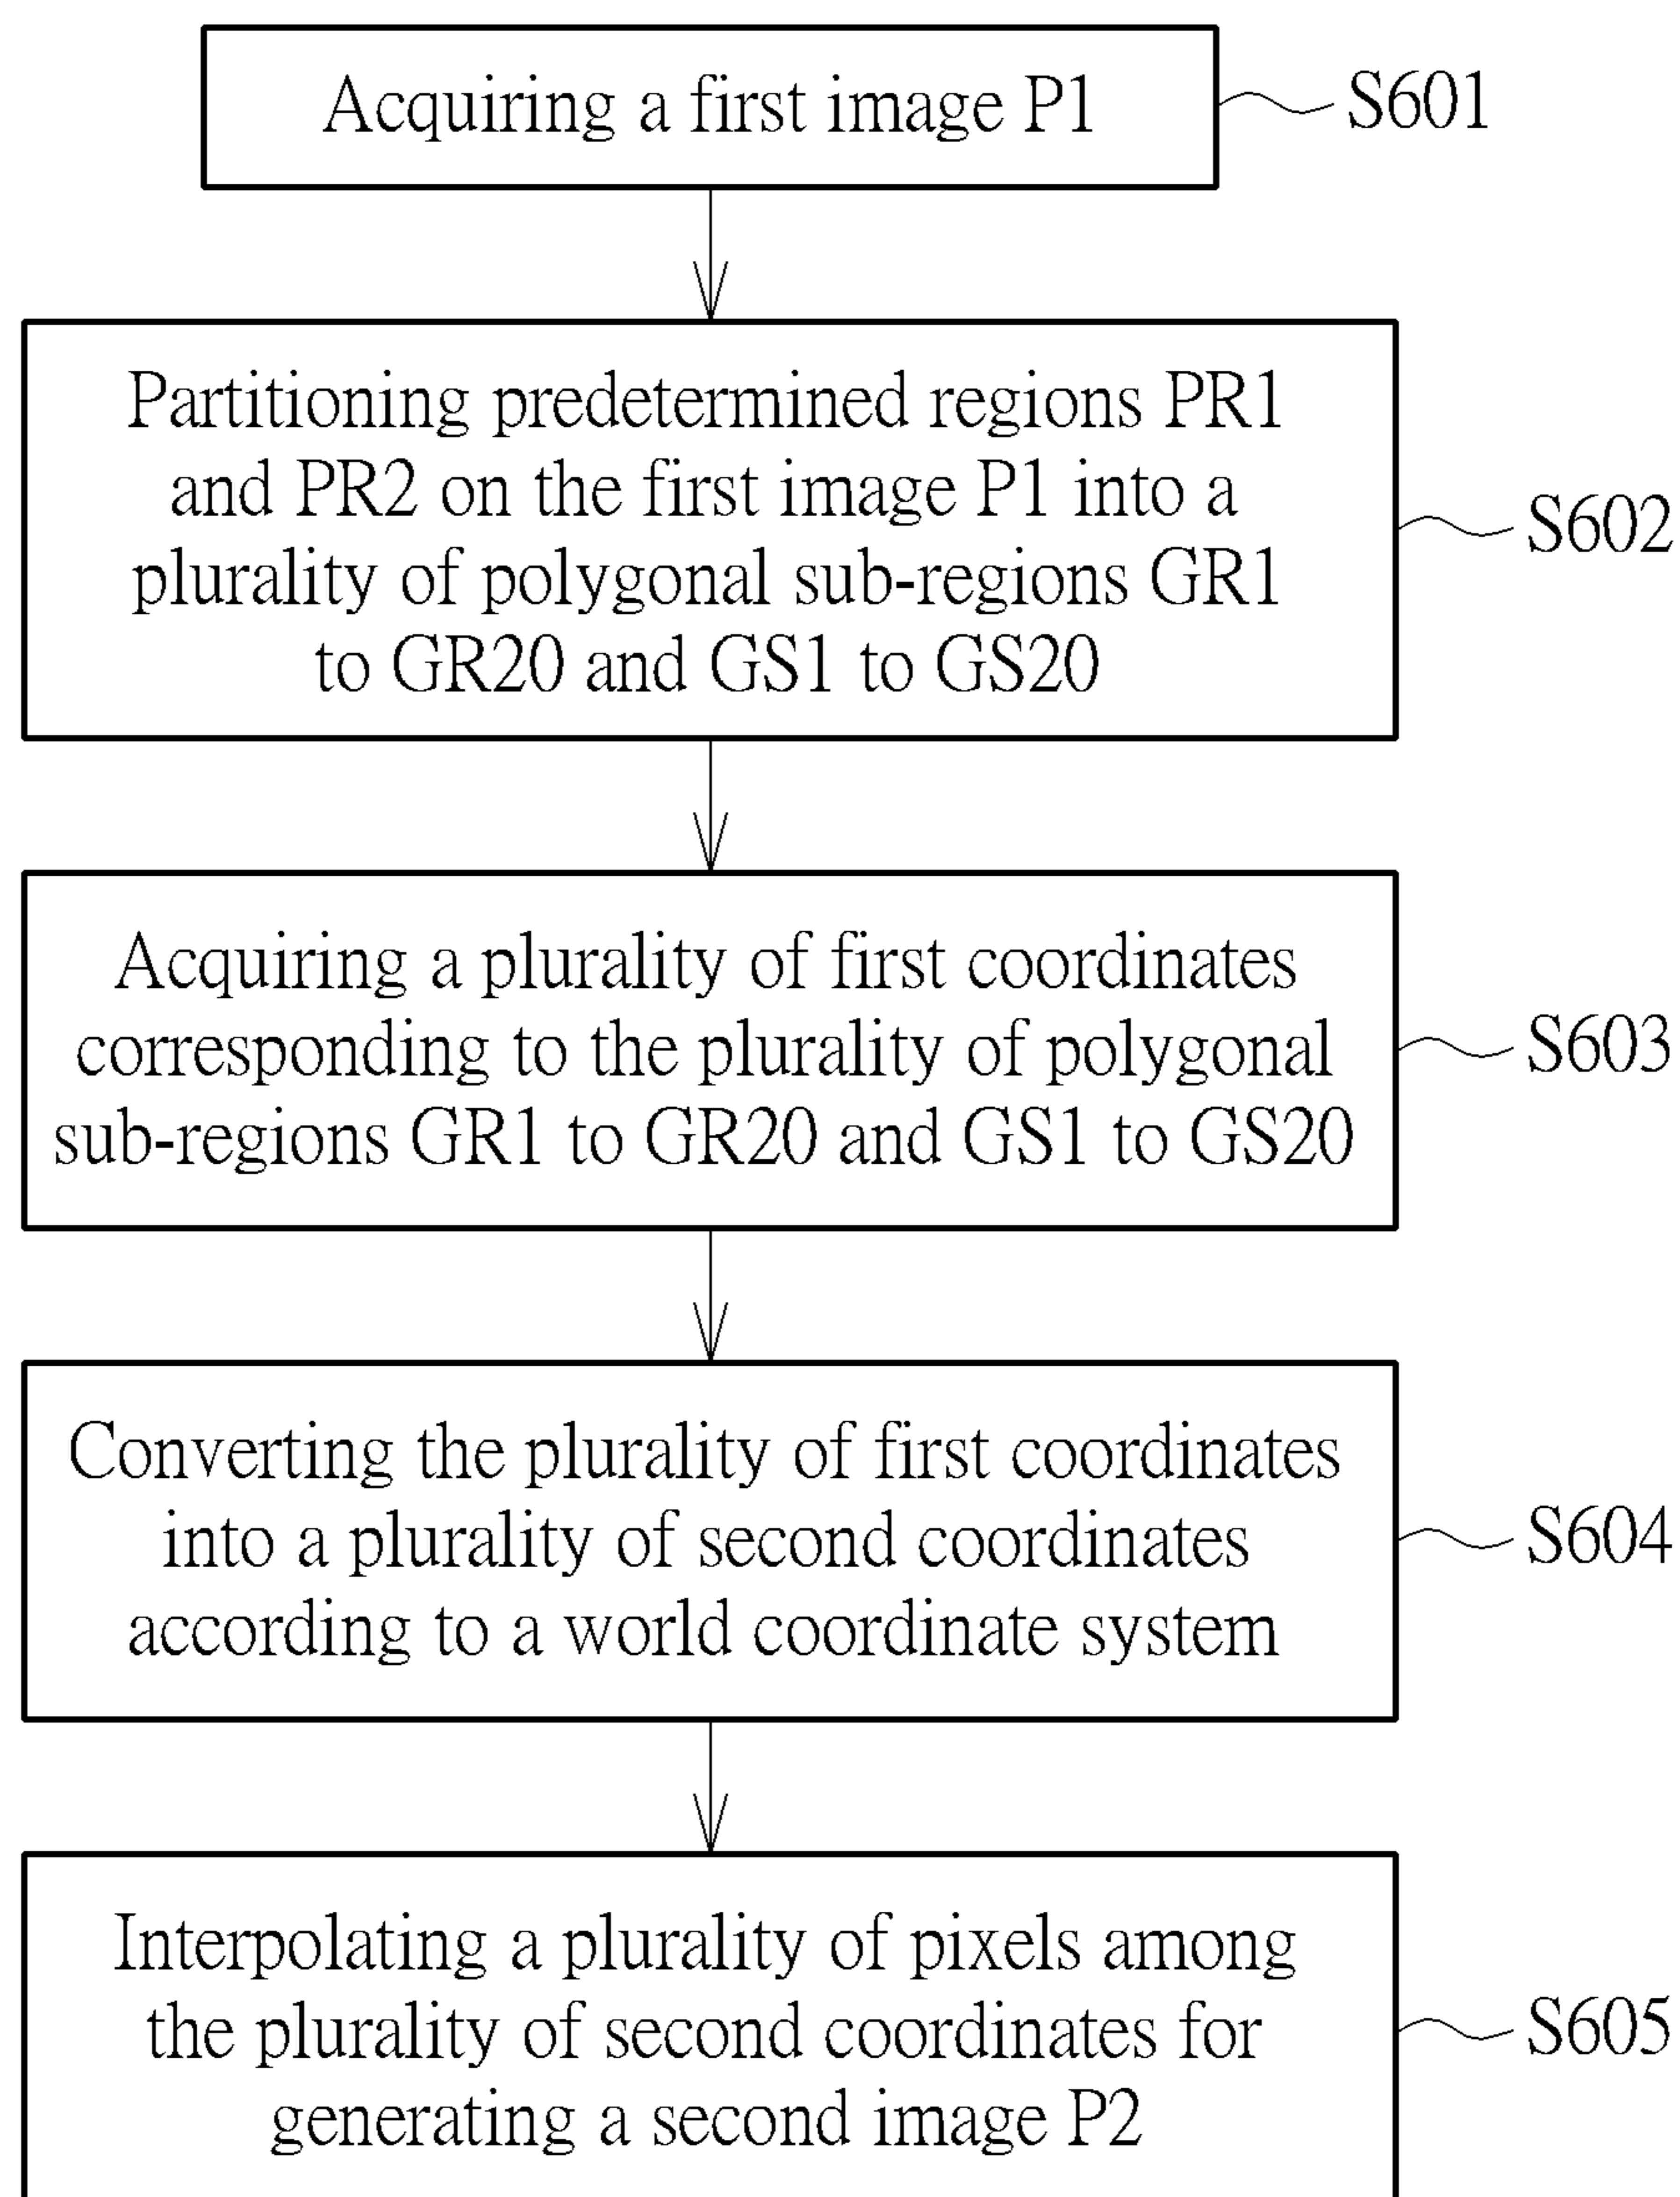 Acquiring a first image P1
S601
Partitioning predetermined regions PR1
and PR2 on the first image P1 into a
plurality of polygonal sub-regions GR1
to GR20 and GS1 to GS20
S602
Acquiring a plurality of first coordinates
corresponding to the plurality of polygonal
sub-regions GR1 to GR20 and GS1 to GS20
S603
Converting the plurality of first coordinates
into a plurality of second coordinates
according to a world coordinate system
S604
Interpolating a plurality of pixels among
the plurality of second coordinates for
generating a second image P2
S605